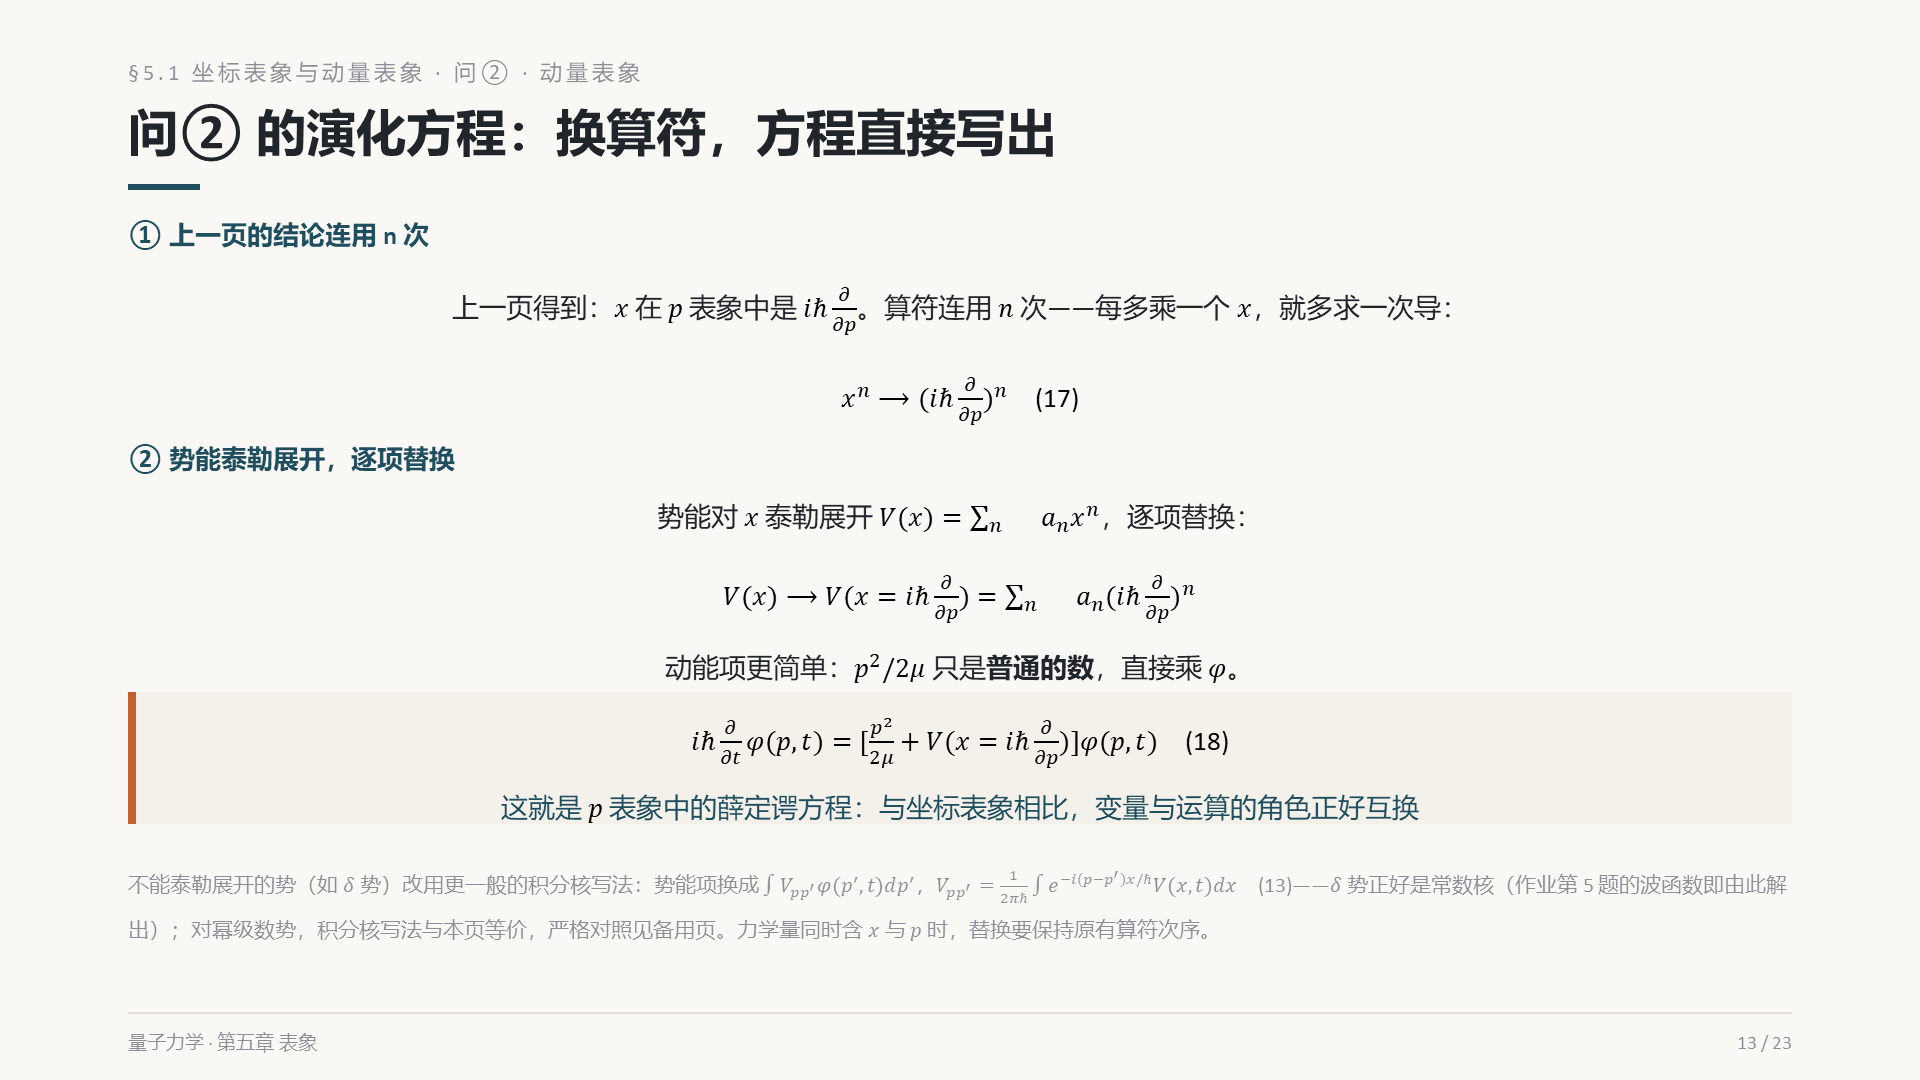 §5.1 坐标表象与动量表象 · 问② · 动量表象
问② 的演化方程：换算符，方程直接写出
① 上一页的结论连用 n 次
上一页得到：x 在 p 表象中是 iħ ∂/∂p。算符连用 n 次——每多乘一个 x，就多求一次导：
xⁿ ⟶ (iħ ∂/∂p)ⁿ (17)
② 势能泰勒展开，逐项替换
势能对 x 泰勒展开 V(x) = ∑ₙ aₙxⁿ，逐项替换：
V(x) ⟶ V(x = iħ ∂/∂p) = ∑ₙ aₙ(iħ ∂/∂p)ⁿ
动能项更简单：p²/2μ 只是普通的数，直接乘 φ。
iħ ∂/∂t φ(p, t) = [p²/2μ + V(x = iħ ∂/∂p)]φ(p, t) (18)
这就是 p 表象中的薛定谔方程：与坐标表象相比，变量与运算的角色正好互换
不能泰勒展开的势（如 δ 势）改用更一般的积分核写法：势能项换成 ∫ V_{pp′}φ(p′, t)dp′，V_{pp′} = 1/2πħ ∫ e^{−i(p−p′)x/ħ}V(x, t)dx (13)——δ 势正好是常数核（作业第 5 题的波函数即由此解
出）；对幂级数势，积分核写法与本页等价，严格对照见备用页。力学量同时含 x 与 p 时，替换要保持原有算符次序。
量子力学 · 第五章 表象
13 / 23